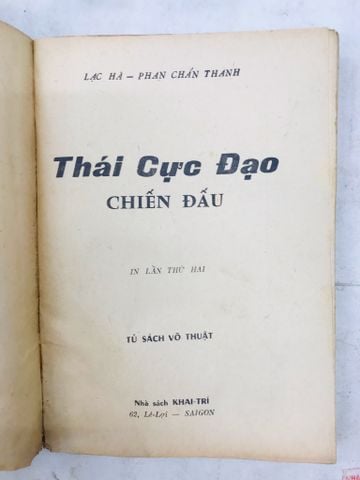 LẠC HÀ — PHAN CHẤN THANH
Thái Cực Đạo
CHIẾN ĐẤU
IN LẦN THỨ HAI
TỦ SÁCH VÕ THUẬT
Nhà sách KHAI-TRÍ
62, Lê-Lợi — SAIGON